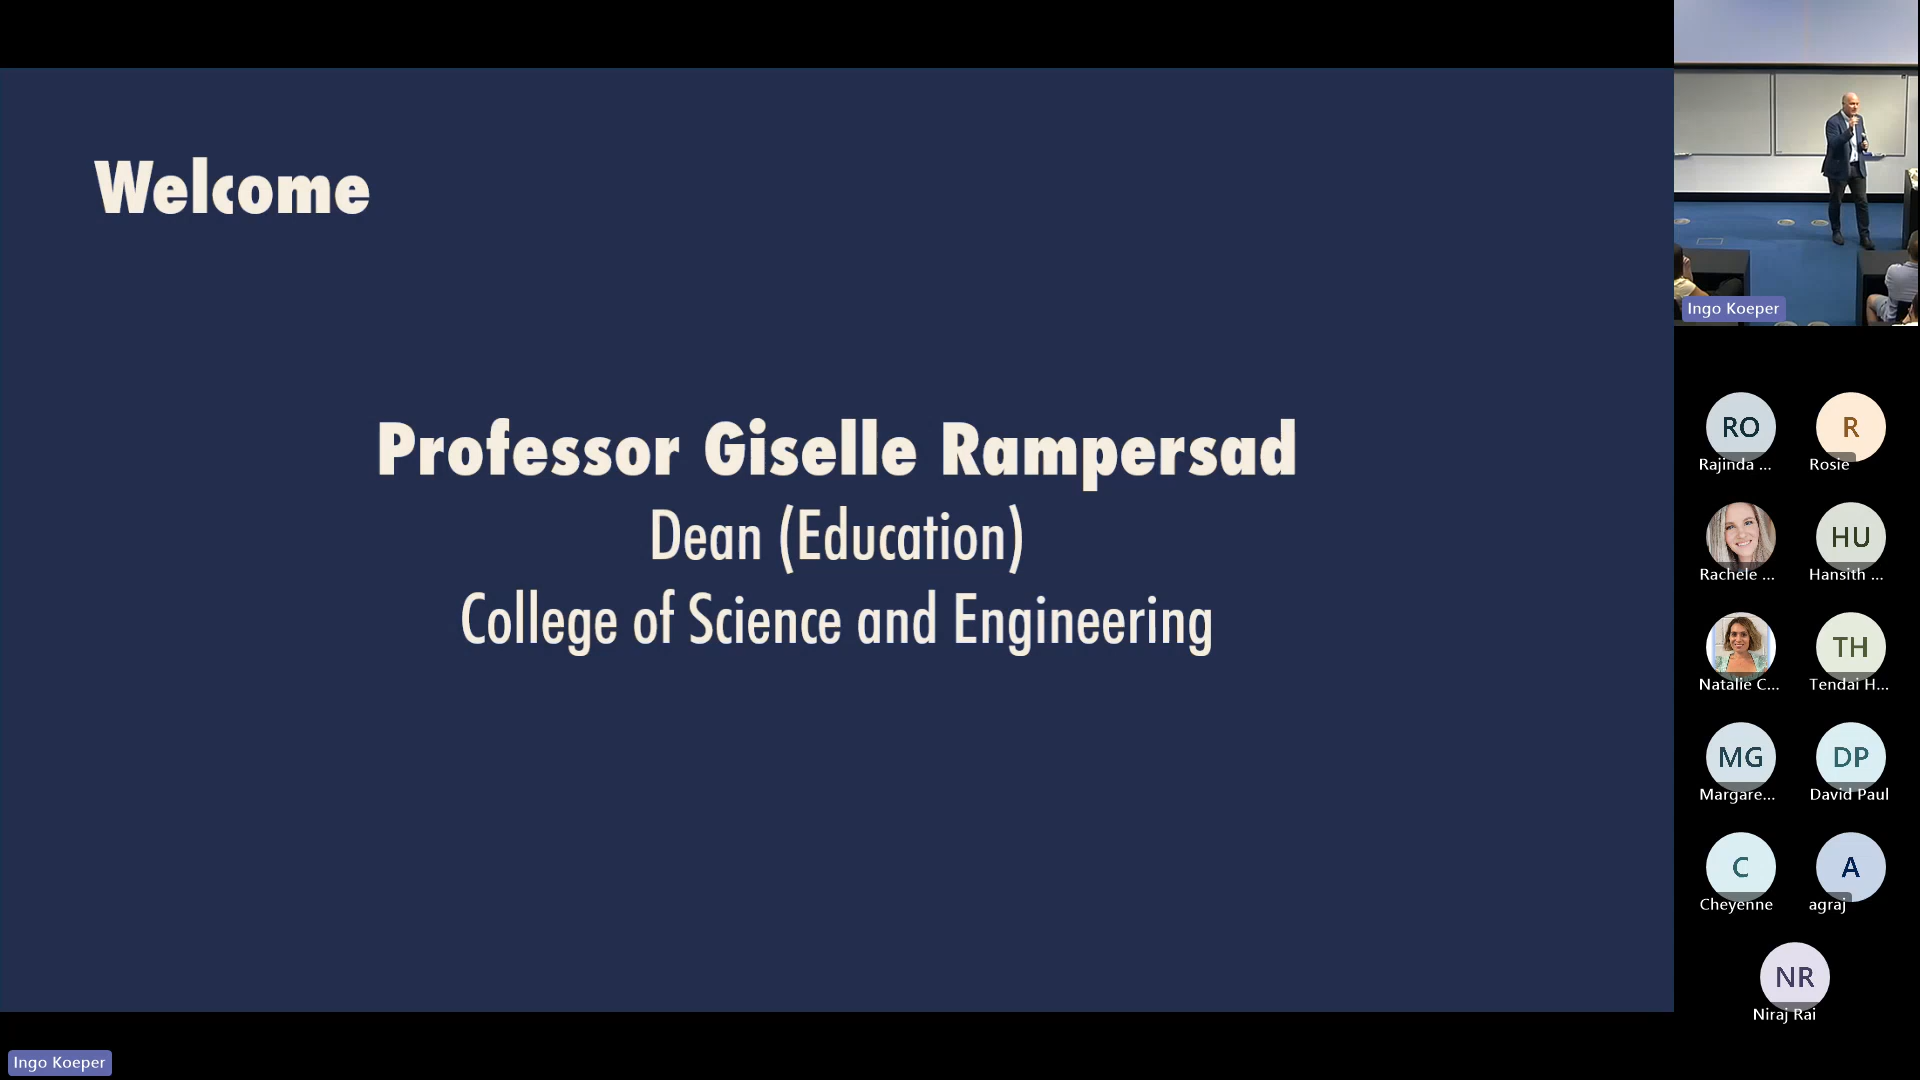 Welcome
Professor Giselle Rampersad
Dean (Education)
College of Science and Engineering
Ingo Koeper
Ingo Koeper
RO
Rajinda ...
R
Rosie
Rachele ...
HU
Hansith ...
Natalie C...
TH
Tendai H...
MG
Margare...
DP
David Paul
C
Cheyenne
A
agraj
NR
Niraj Rai